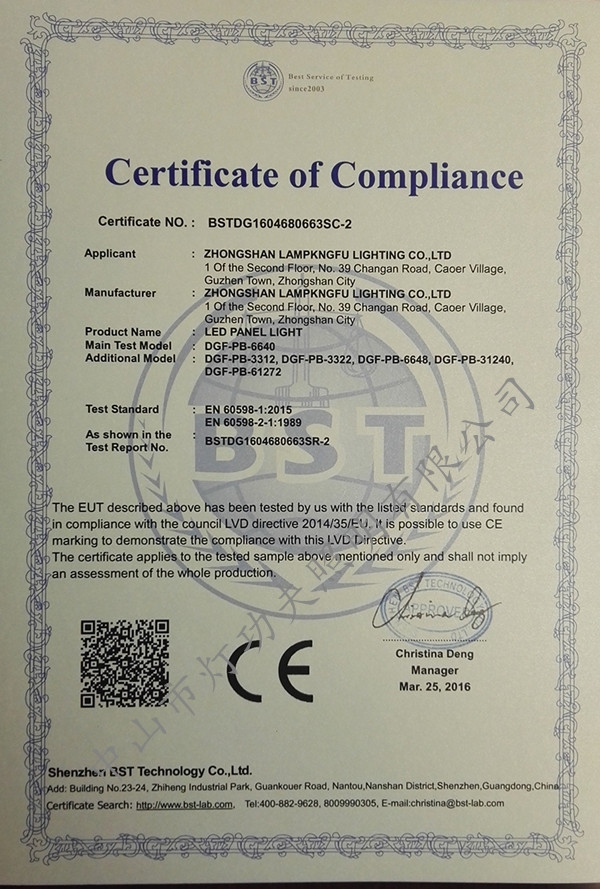 BST
Best Service of Testing
since2003
Certificate of Compliance
Certificate NO. : BSTDG1604680663SC-2
Applicant : ZHONGSHAN LAMPKNGFU LIGHTING CO.,LTD
1 Of the Second Floor, No. 39 Changan Road, Caoer Village,
Guzhen Town, Zhongshan City
Manufacturer : ZHONGSHAN LAMPKNGFU LIGHTING CO.,LTD
1 Of the Second Floor, No. 39 Changan Road, Caoer Village,
Guzhen Town, Zhongshan City
Product Name : LED PANEL LIGHT
Main Test Model : DGF-PB-6640
Additional Model : DGF-PB-3312, DGF-PB-3322, DGF-PB-6648, DGF-PB-31240,
DGF-PB-61272
Test Standard : EN 60598-1:2015
EN 60598-2-1:1989
As shown in the
Test Report No. : BSTDG1604680663SR-2
BST
The EUT described above has been tested by us with the listed standards and found
in compliance with the council LVD directive 2014/35/EU. It is possible to use CE
marking to demonstrate the compliance with this LVD Directive.
The certificate applies to the tested sample above mentioned only and shall not imply
an assessment of the whole production.
中山市灯功夫照明有限公司
BST TECHNOLOGY
APPROVED
CE
Christina Deng
Manager
Mar. 25, 2016
Shenzhen BST Technology Co.,Ltd.
Add: Building No.23-24, Zhiheng Industrial Park, Guankouer Road, Nantou,Nanshan District,Shenzhen,Guangdong,China
Certificate Search: http://www.bst-lab.com, Tel:400-882-9628, 8009990305, E-mail:christina@bst-lab.com